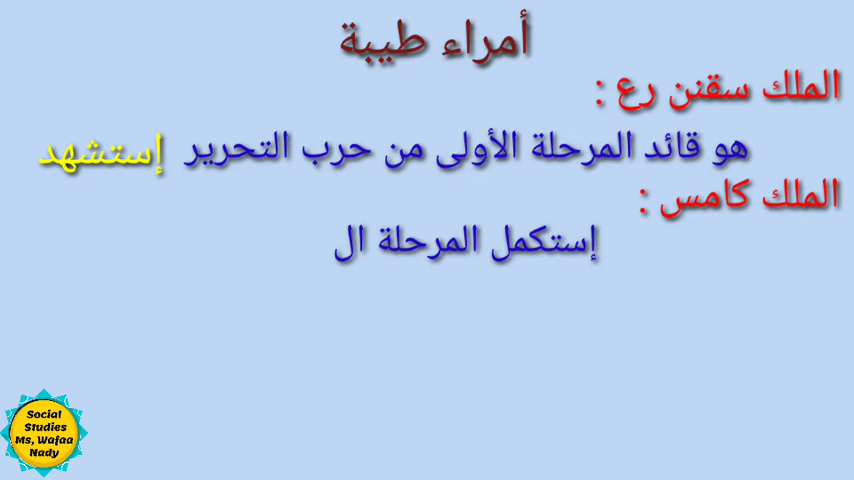 أمراء طيبة
الملك سقنن رع :
هو قائد المرحلة الأولى من حرب التحرير إستشهد
الملك كامس :
إستكمل المرحلة ال
Social
Studies
Ms, Wafaa
Nady